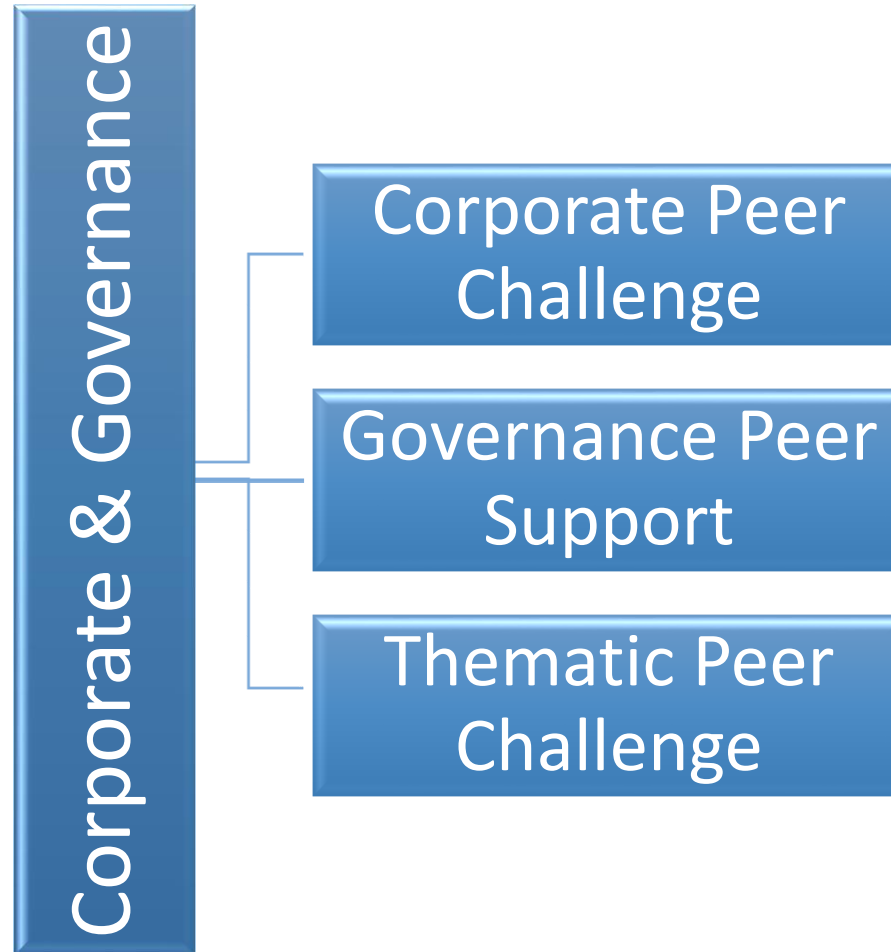 Corporate & Governance
Corporate Peer
Challenge
Governance Peer
Support
Thematic Peer
Challenge